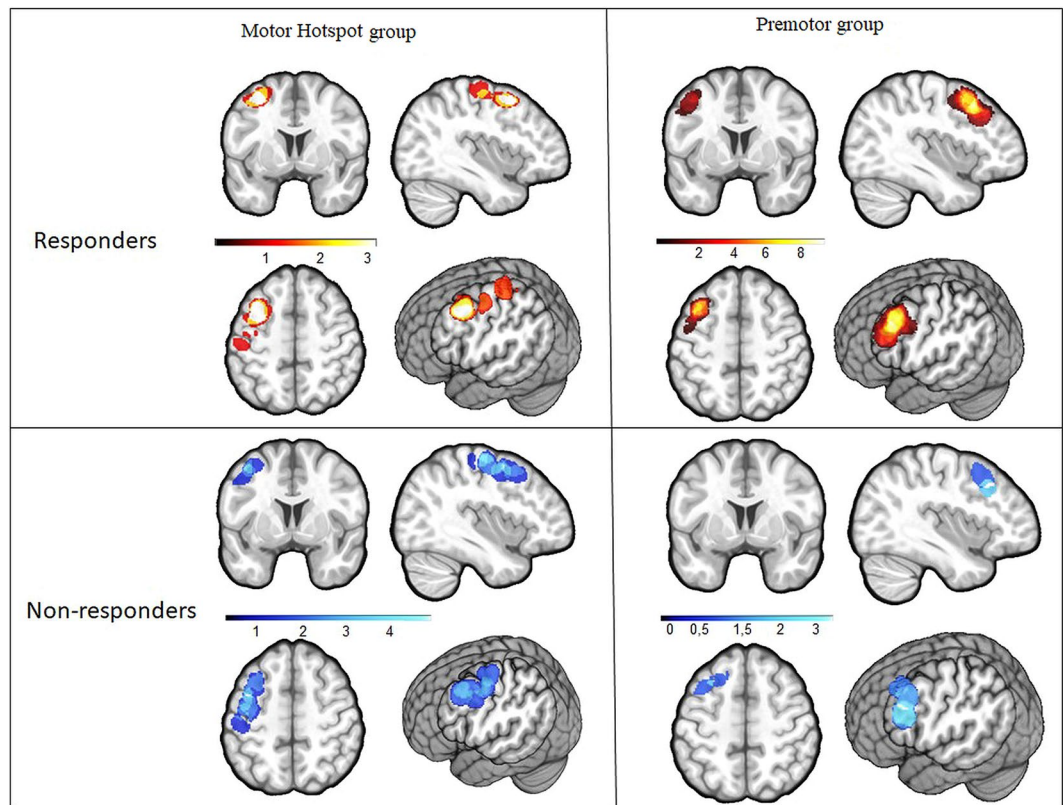 Motor Hotspot group
Premotor group
Responders
1 2 3
2 4 6 8
Non-responders
1 2 3 4
0 0,5 1,5 2 3